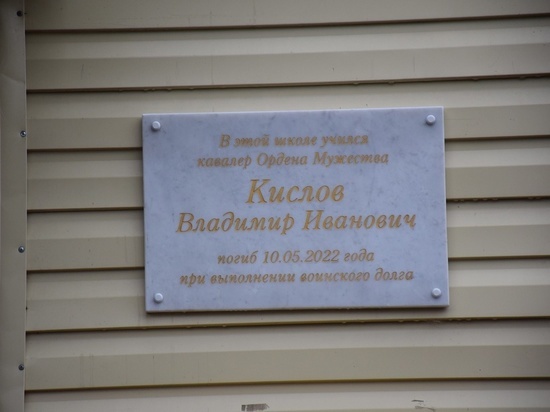 В этой школе учился
кавалер Ордена Мужества
Кислов
Владимир Иванович
погиб 10.05.2022 года
при выполнении воинского долга